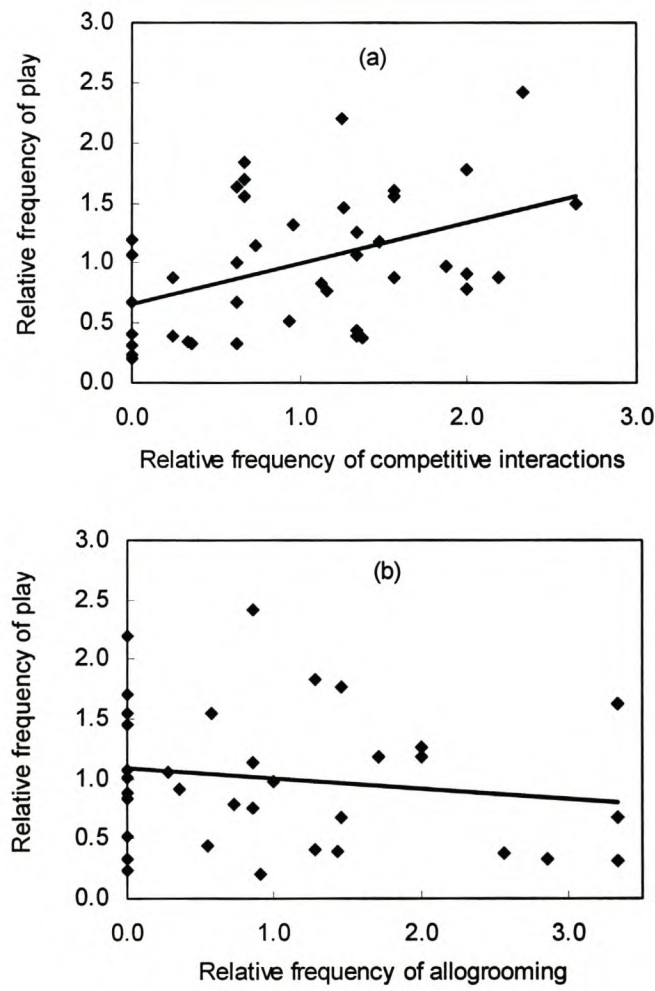 3.0
(a)
2.5
2.0
1.5
1.0
0.5
0.0
0.0 1.0 2.0 3.0
Relative frequency of play
Relative frequency of competitive interactions
3.0
(b)
2.5
2.0
1.5
1.0
0.5
0.0
0.0 1.0 2.0 3.0
Relative frequency of play
Relative frequency of allogrooming